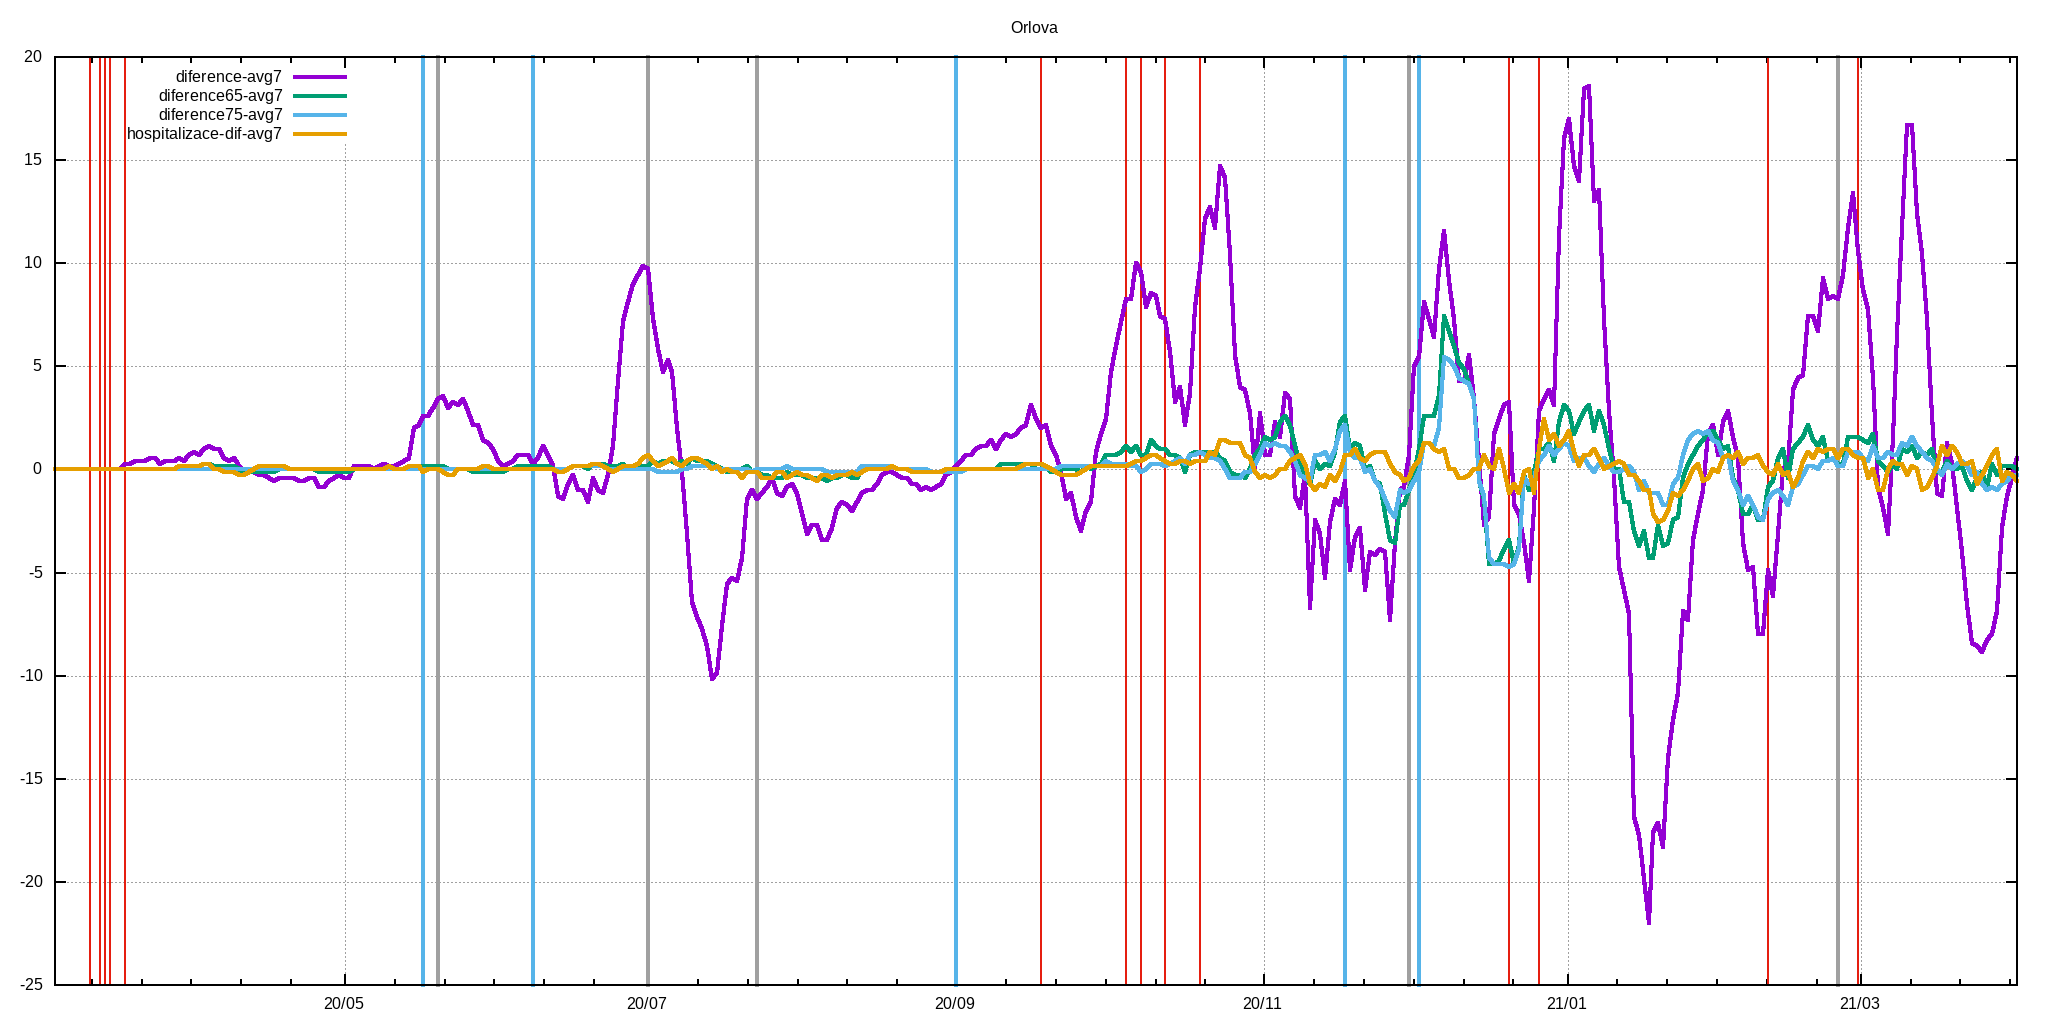 Orlova
diference-avg7
diference65-avg7
diference75-avg7
hospitalizace-dif-avg7
20
15
10
5
0
-5
-10
-15
-20
-25
20/05 20/07 20/09 20/11 21/01 21/03